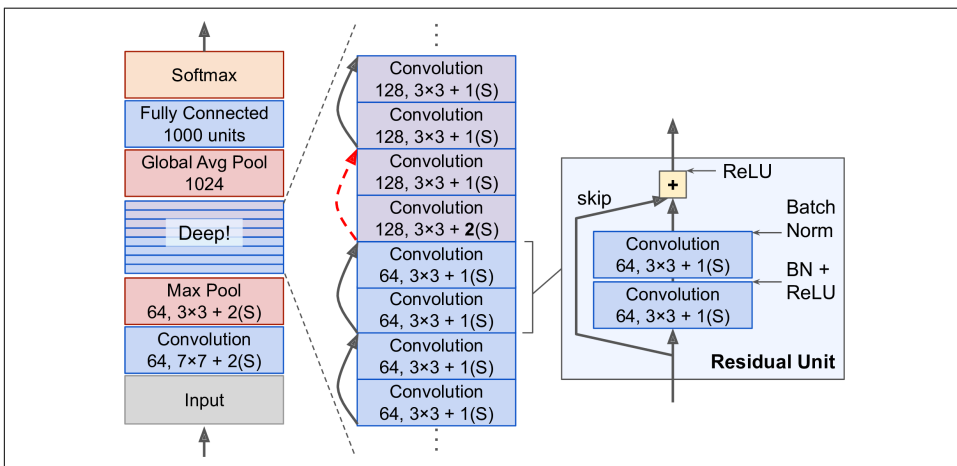 Softmax
Fully Connected
1000 units
Global Avg Pool
1024
Deep!
Max Pool
64, 3×3 + 2(S)
Convolution
64, 7×7 + 2(S)
Input
Convolution
128, 3×3 + 1(S)
Convolution
128, 3×3 + 1(S)
Convolution
128, 3×3 + 1(S)
Convolution
128, 3×3 + 2(S)
Convolution
64, 3×3 + 1(S)
Convolution
64, 3×3 + 1(S)
Convolution
64, 3×3 + 1(S)
Convolution
64, 3×3 + 1(S)
+
ReLU
skip
Batch
Norm
Convolution
64, 3×3 + 1(S)
BN +
ReLU
Convolution
64, 3×3 + 1(S)
Residual Unit